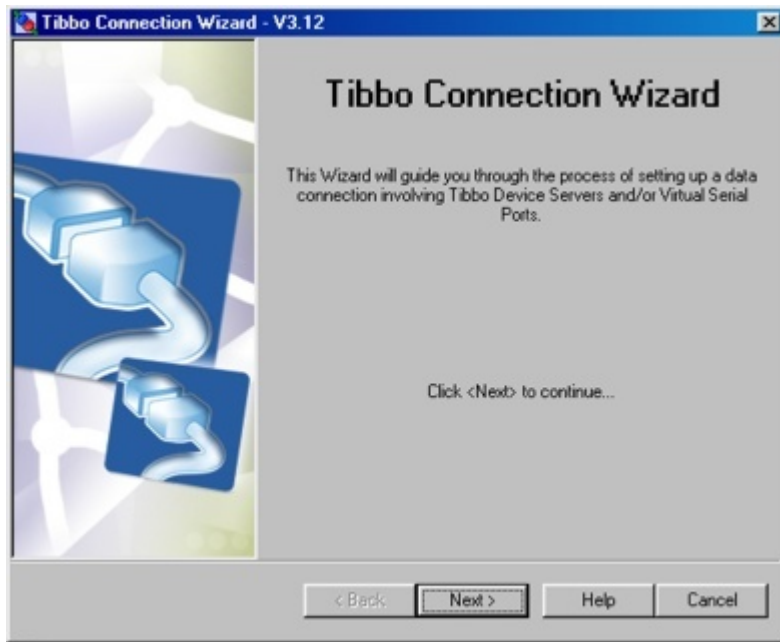 Tibbo Connection Wizard - V3.12
Tibbo Connection Wizard
This Wizard will guide you through the process of setting up a data
connection involving Tibbo Device Servers and/or Virtual Serial
Ports.
Click <Next> to continue...
< Back
Next >
Help
Cancel